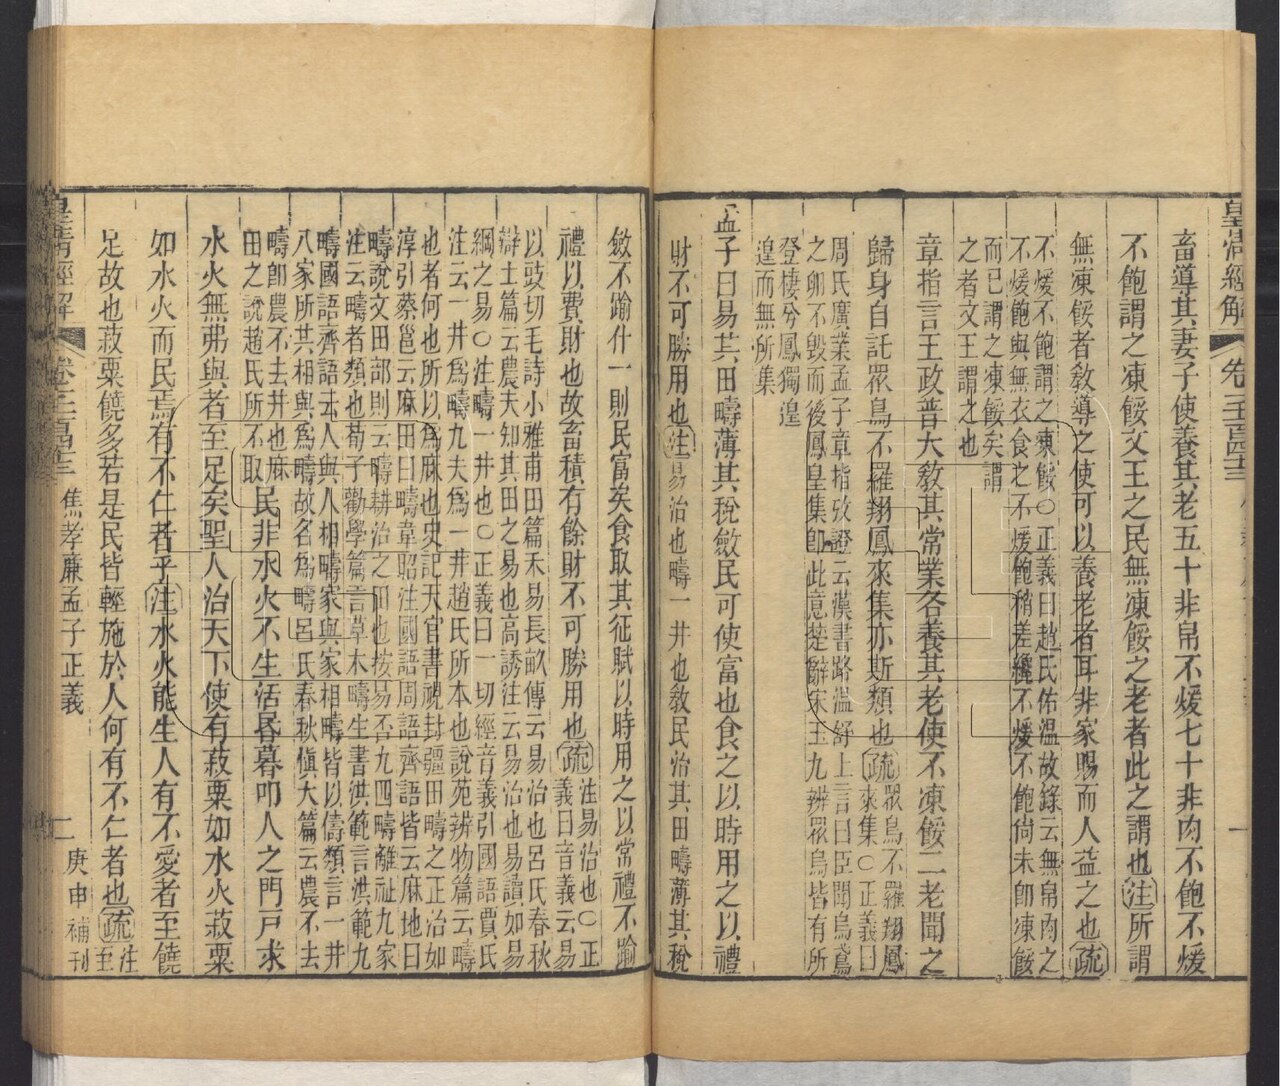 皇清經解
畜導其妻子使養其老五十非帛不煖七十非肉不飽不煖
不飽謂之凍餒文王之民無凍餒之老者此之謂也注所謂
無凍餒者敎導之使可以養老者耳非家賜而人益之也疏
不煖不飽謂之凍餒○正義曰趙氏佑溫故錄云無帛肉之
不煖飽與無衣食之不煖飽稍差纔不煖不飽尙未卽凍餒
而已謂之凍餒矣謂
之者文王謂之也
章指言王政普大敎其常業各養其老使不凍餒二老聞之
歸身自託眾鳥不羅翔鳳來集亦斯類也疏眾鳥不羅翔鳳
來集○正義曰
周氏廣業孟子章指攷證云漢書路溫舒上言曰臣聞烏鳶
之卵不毀而後鳳皇集卽此意楚辭宋玉九辨眾鳥皆有所
登棲兮鳳獨遑
遑而無所集
孟子曰易其田疇薄其稅斂民可使富也食之以時用之以禮
財不可勝用也注易治也疇一井也敎民治其田疇薄其稅
斂不踰什一則民富矣食取其征賦以時用之以常禮不踰
禮以費財也故畜積有餘財不可勝用也疏注易治也○正
義曰音義云易
以豉切毛詩小雅甫田篇禾易長畝傳云易治也呂氏春秋
辯土篇云農夫知其田之易也高誘注云易治也易讀如易
綱之易○注疇一井也○正義曰一切經音義引國語賈氏
注云一井爲疇九夫爲一井趙氏所本也說苑辨物篇云疇
也者何也所以爲麻也史記天官書視封疆田疇之正治如
淳引蔡邕云麻田曰疇韋昭注國語周語齊語皆云麻地曰
疇說文田部則云疇耕治之田也按易否九四疇離祉九家
注云疇者類也荀子勸學篇言草木疇生書洪範言洪範九
疇國語齊語云人與人相疇家與家相疇皆以儔類言一井
八家所共相與爲疇故名爲疇呂氏春秋愼大篇云農不去
疇卽農不去井也麻
田之說趙氏所不取
民非水火不生活昬暮叩人之門戸求
水火無弗與者至足矣聖人治天下使有菽粟如水火菽粟
如水火而民焉有不仁者乎注水火能生人有不愛者至饒
足故也菽粟饒多若是民皆輕施於人何有不仁者也疏注
至
皇清經解
焦孝廉孟子正義
二
庚申補刊